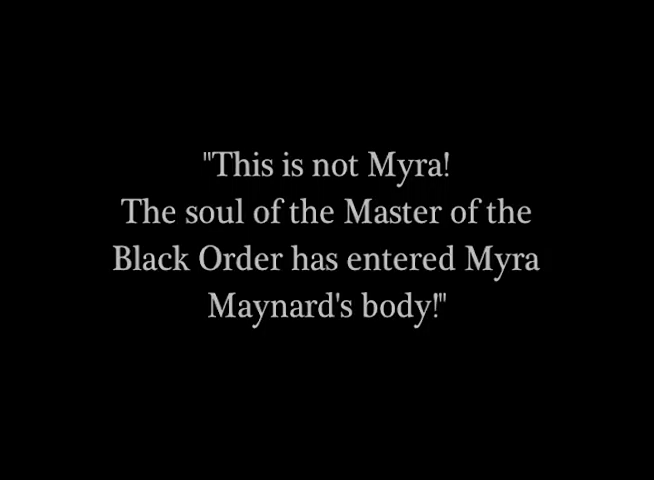 "This is not Myra!
The soul of the Master of the
Black Order has entered Myra
Maynard's body!"